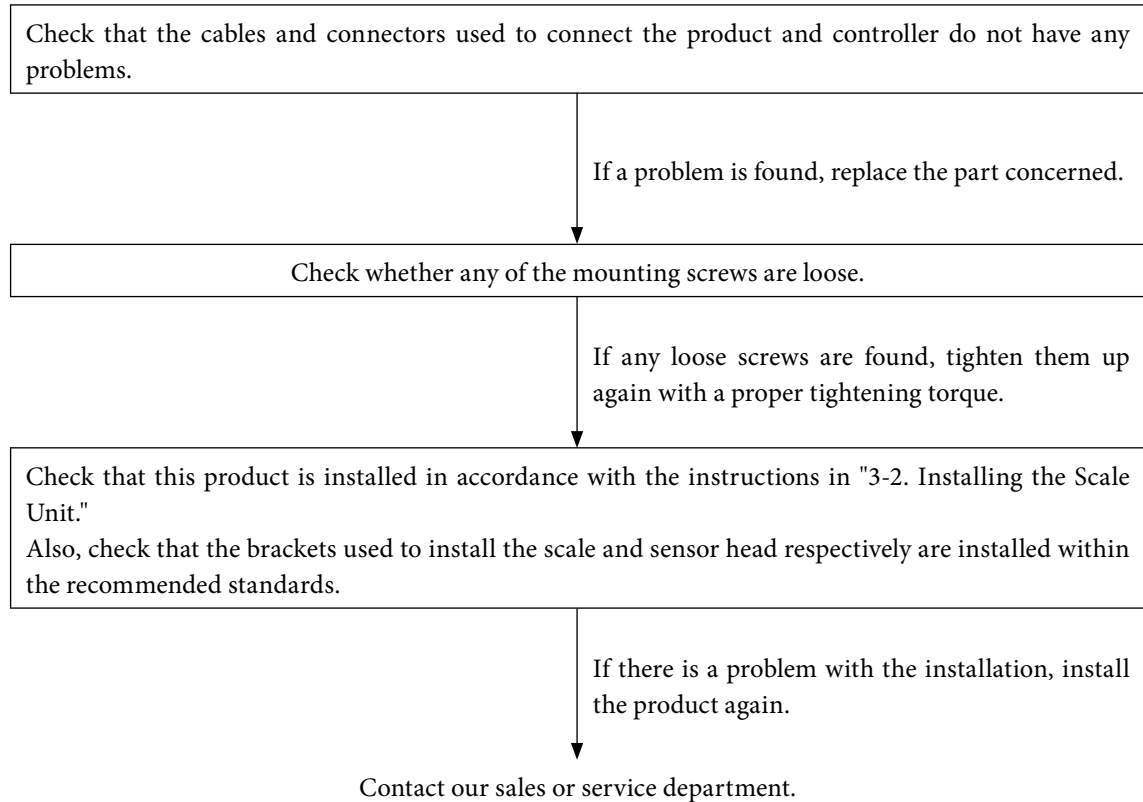 Check that the cables and connectors used to connect the product and controller do not have any
problems.
If a problem is found, replace the part concerned.
Check whether any of the mounting screws are loose.
If any loose screws are found, tighten them up
again with a proper tightening torque.
Check that this product is installed in accordance with the instructions in "3-2. Installing the Scale
Unit."
Also, check that the brackets used to install the scale and sensor head respectively are installed within
the recommended standards.
If there is a problem with the installation, install
the product again.
Contact our sales or service department.